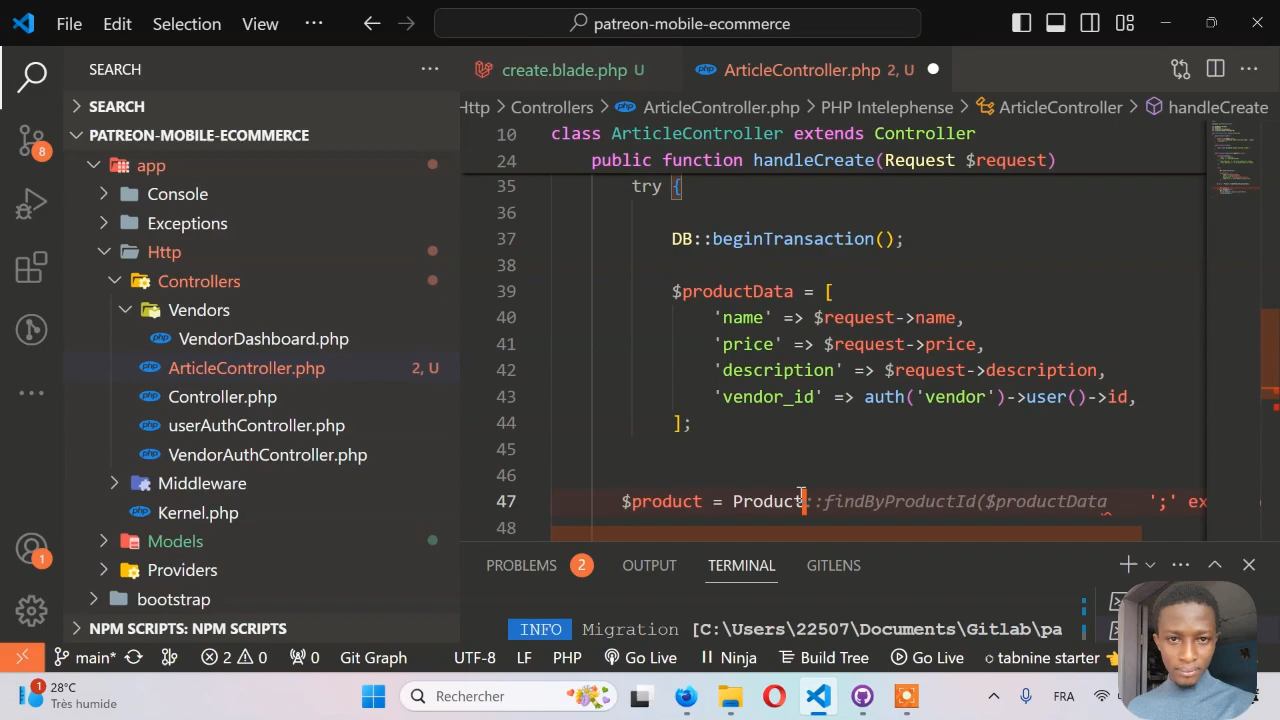 File Edit Selection View ··· patreon-mobile-ecommerce
SEARCH ···
SEARCH
PATREON-MOBILE-ECOMMERCE
app
Console
Exceptions
Http
Controllers
Vendors
VendorDashboard.php
ArticleController.php 2, U
Controller.php
userAuthController.php
VendorAuthController.php
Middleware
Kernel.php
Models
Providers
bootstrap
NPM SCRIPTS: NPM SCRIPTS
8
1
create.blade.php U ArticleController.php 2, U
Http > Controllers > ArticleController.php > PHP Intelephense > ArticleController > handleCreate
10 class ArticleController extends Controller
24 public function handleCreate(Request $request)
35 try {
36
37 DB::beginTransaction();
38
39 $productData = [
40 'name' => $request->name,
41 'price' => $request->price,
42 'description' => $request->description,
43 'vendor_id' => auth('vendor')->user()->id,
44 ];
45
46
47 $product = Product::findByProductId($productData ';' ex
48
PROBLEMS 2 OUTPUT TERMINAL GITLENS
INFO Migration [C:\Users\22507\Documents\Gitlab\pa
main* 2 0 0 Git Graph UTF-8 LF PHP Go Live Ninja Build Tree Go Live tabnine starter
1 28°C
Très humide
Rechercher
FRA